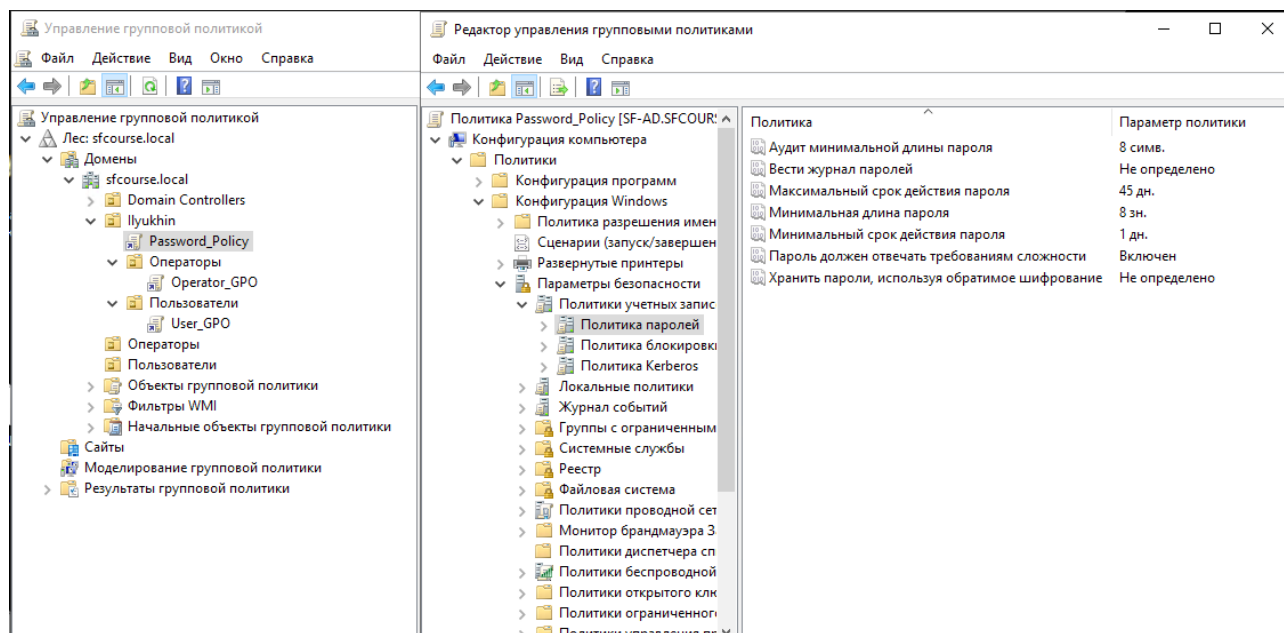 Управление групповой политикой
Файл Действие Вид Окно Справка
Управление групповой политикой
Лес: sfcourse.local
Домены
sfcourse.local
Domain Controllers
Ilyukhin
Password_Policy
Операторы
Operator_GPO
Пользователи
User_GPO
Операторы
Пользователи
Объекты групповой политики
Фильтры WMI
Начальные объекты групповой политики
Сайты
Моделирование групповой политики
Результаты групповой политики
Редактор управления групповыми политиками
Файл Действие Вид Справка
Политика Password_Policy [SF-AD.SFCOUR
Конфигурация компьютера
Политики
Конфигурация программ
Конфигурация Windows
Политика разрешения имен
Сценарии (запуск/завершен
Развернутые принтеры
Параметры безопасности
Политики учетных запис
Политика паролей
Политика блокировк
Политика Kerberos
Локальные политики
Журнал событий
Группы с ограниченным
Системные службы
Реестр
Файловая система
Политики проводной сет
Монитор брандмауэра З
Политики диспетчера сп
Политики беспроводной
Политики открытого клю
Политики ограниченног
Политики управления пр
Политика Параметр политики
Аудит минимальной длины пароля 8 симв.
Вести журнал паролей Не определено
Максимальный срок действия пароля 45 дн.
Минимальная длина пароля 8 зн.
Минимальный срок действия пароля 1 дн.
Пароль должен отвечать требованиям сложности Включен
Хранить пароли, используя обратимое шифрование Не определено